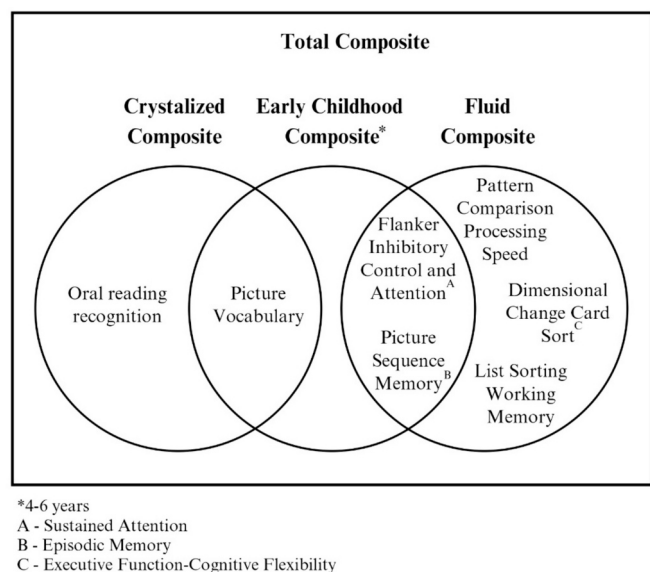 Total Composite
Crystalized
Composite
Early Childhood
Composite*
Fluid
Composite
Oral reading
recognition
Picture
Vocabulary
Flanker
Inhibitory
Control and
Attention A
Picture
Sequence
Memory B
Pattern
Comparison
Processing
Speed
Dimensional
Change Card
Sort C
List Sorting
Working
Memory
*4-6 years
A - Sustained Attention
B - Episodic Memory
C - Executive Function-Cognitive Flexibility